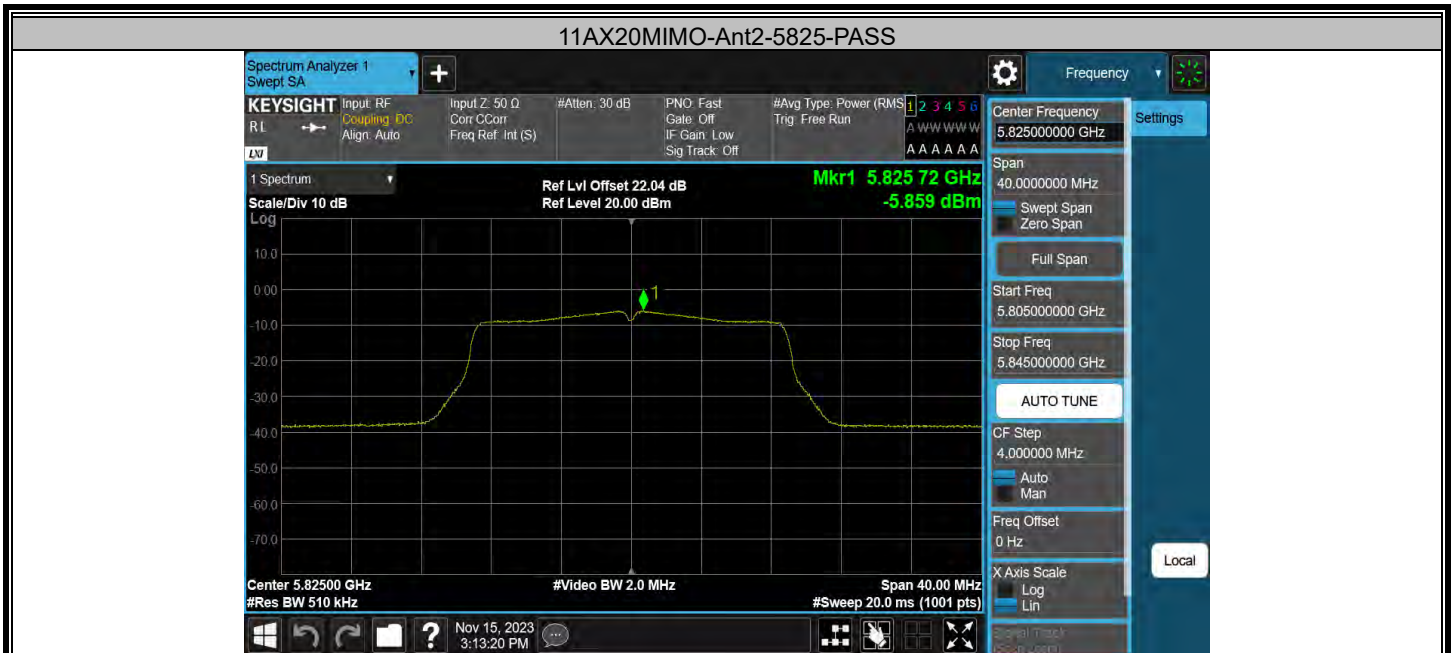 11AX20MIMO-Ant2-5825-PASS
Spectrum Analyzer 1
Swept SA
Frequency
KEYSIGHT
RL
LXI
Input: RF
Coupling: DC
Align: Auto
Input Z: 50 Ω
Corr CCorr
Freq Ref: Int (S)
#Atten: 30 dB
PNO: Fast
Gate: Off
IF Gain: Low
Sig Track: Off
#Avg Type: Power (RMS
Trig: Free Run
1 2 3 4 5 6
A W W W W W
A A A A A A
1 Spectrum
Scale/Div 10 dB
Log
Ref Lvl Offset 22.04 dB
Ref Level 20.00 dBm
Mkr1 5.825 72 GHz
-5.859 dBm
10.0
0.00
-10.0
-20.0
-30.0
-40.0
-50.0
-60.0
-70.0
1
Center 5.82500 GHz
#Res BW 510 kHz
#Video BW 2.0 MHz
Span 40.00 MHz
#Sweep 20.0 ms (1001 pts)
Nov 15, 2023
3:13:20 PM
Center Frequency
5.825000000 GHz
Span
40.0000000 MHz
Swept Span
Zero Span
Full Span
Start Freq
5.805000000 GHz
Stop Freq
5.845000000 GHz
AUTO TUNE
CF Step
4.000000 MHz
Auto
Man
Freq Offset
0 Hz
X Axis Scale
Log
Lin
Signal Track
Settings
Local